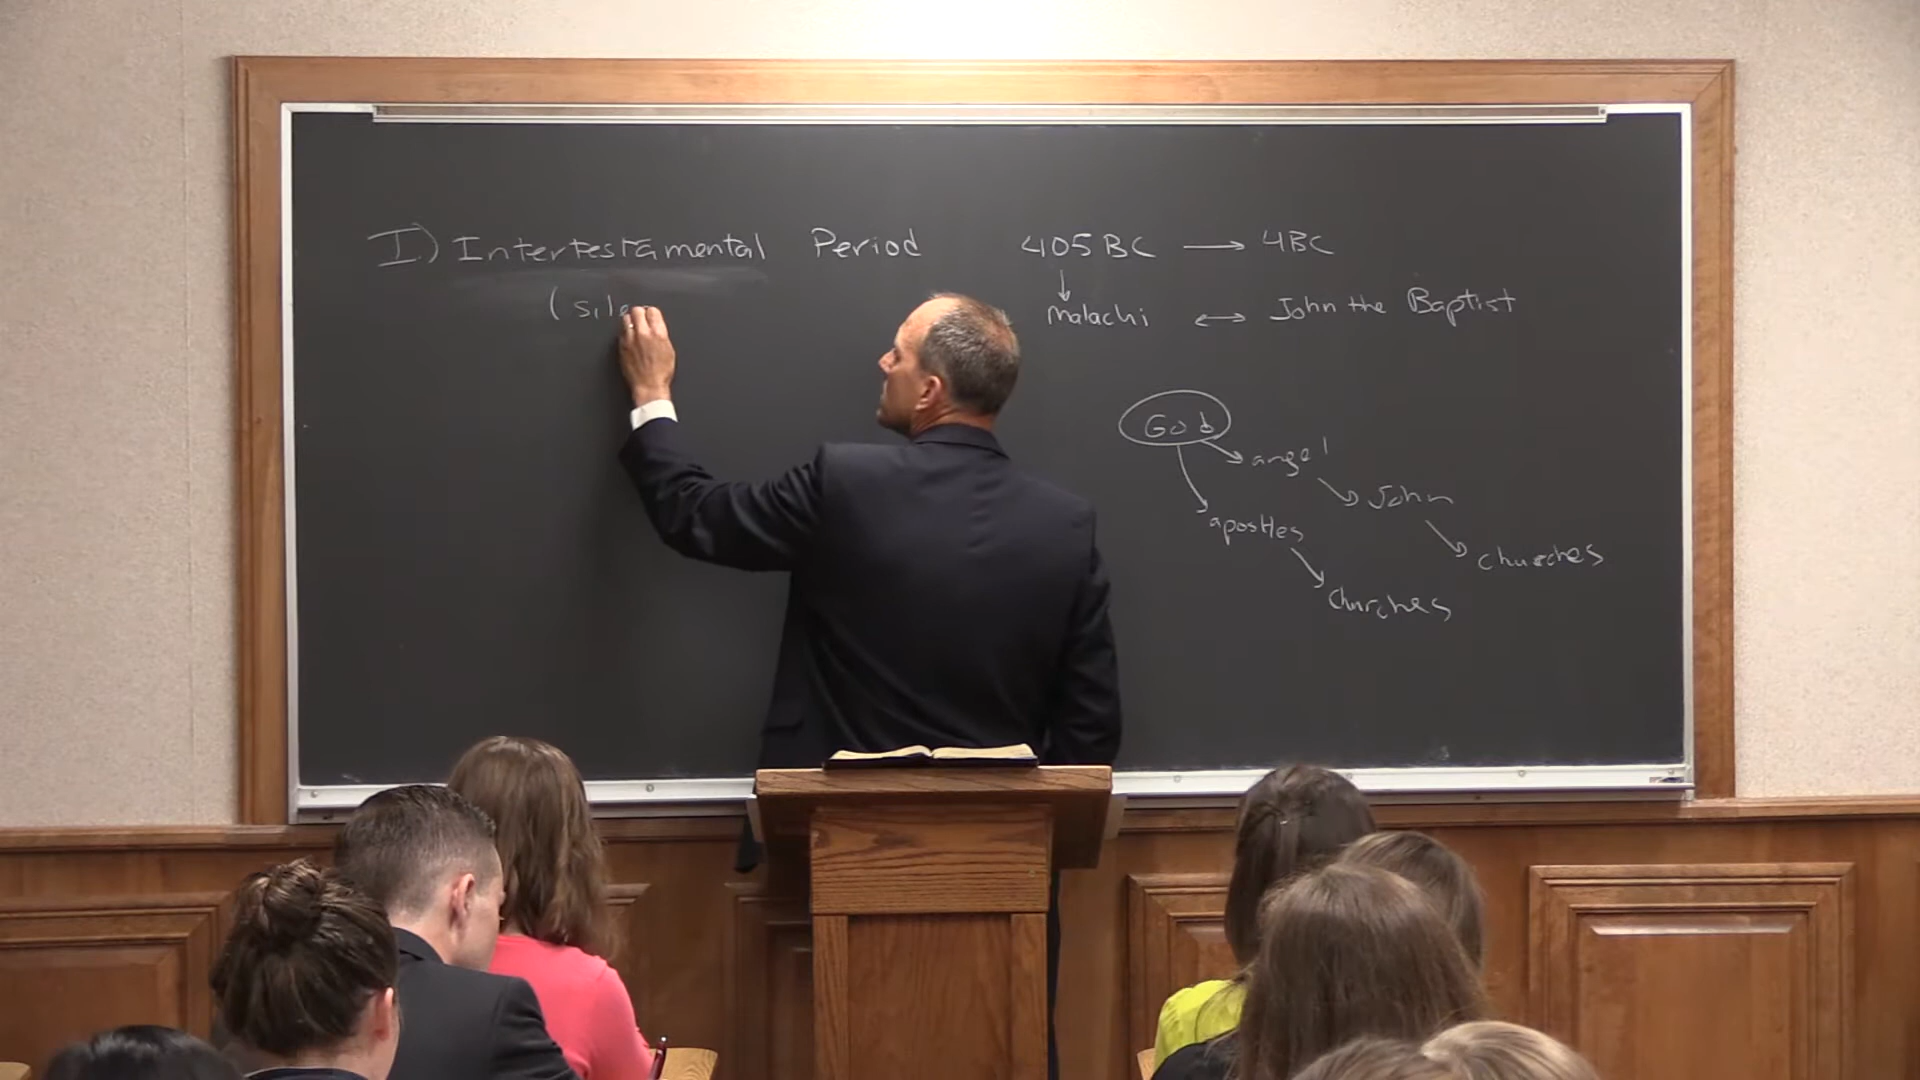 I.) Intertestamental Period 405 BC → 4BC
↓
(sile
Malachi ↔ John the Baptist
God
angel
John
apostles
churches
churches